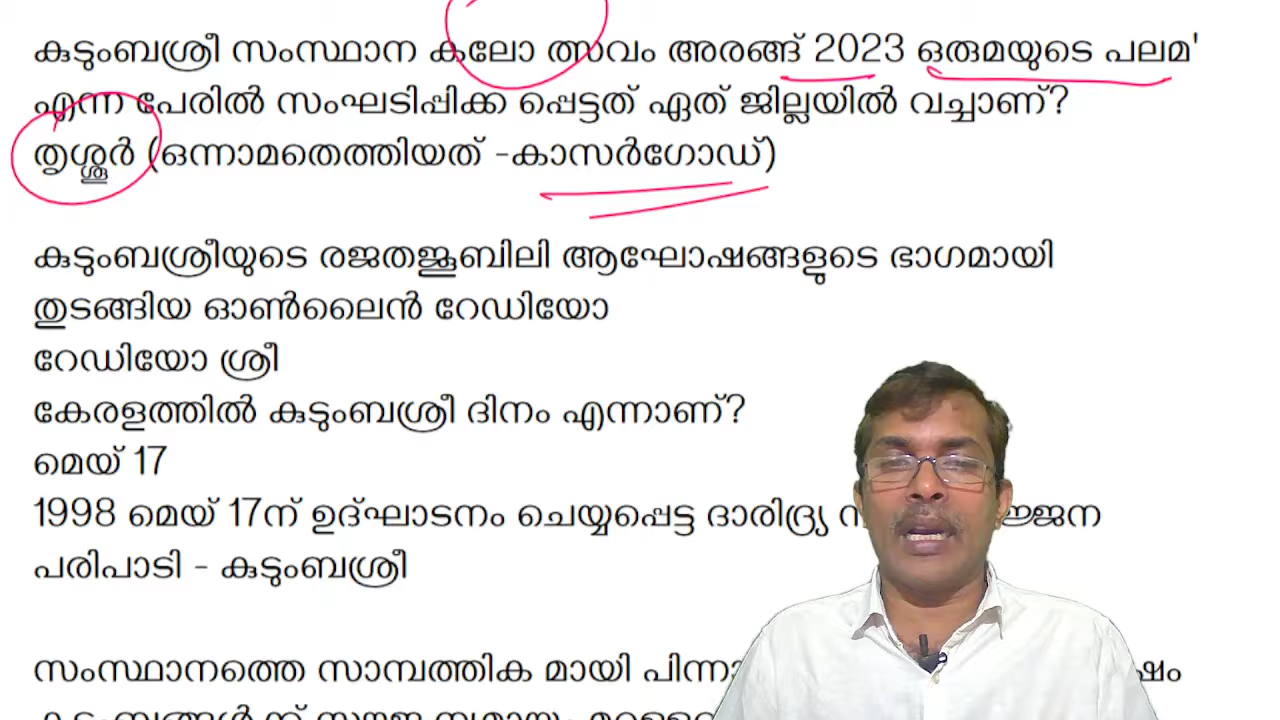 കുടുംബശ്രീ സംസ്ഥാന കലോ ത്സവം അരങ്ങ് 2023 ഒരുമയുടെ പലമ'
എന്ന പേരിൽ സംഘടിപ്പിക്ക പ്പെട്ടത് ഏത് ജില്ലയിൽ വച്ചാണ്?
തൃശ്ശൂർ (ഒന്നാമതെത്തിയത് -കാസർഗോഡ്)
കുടുംബശ്രീയുടെ രജതജൂബിലി ആഘോഷങ്ങളുടെ ഭാഗമായി
തുടങ്ങിയ ഓൺലൈൻ റേഡിയോ
റേഡിയോ ശ്രീ
കേരളത്തിൽ കുടുംബശ്രീ ദിനം എന്നാണ്?
മെയ് 17
1998 മെയ് 17ന് ഉദ്ഘാടനം ചെയ്യപ്പെട്ട ദാരിദ്ര്യ
പരിപാടി - കുടുംബശ്രീ
സംസ്ഥാനത്തെ സാമ്പത്തിക മായി